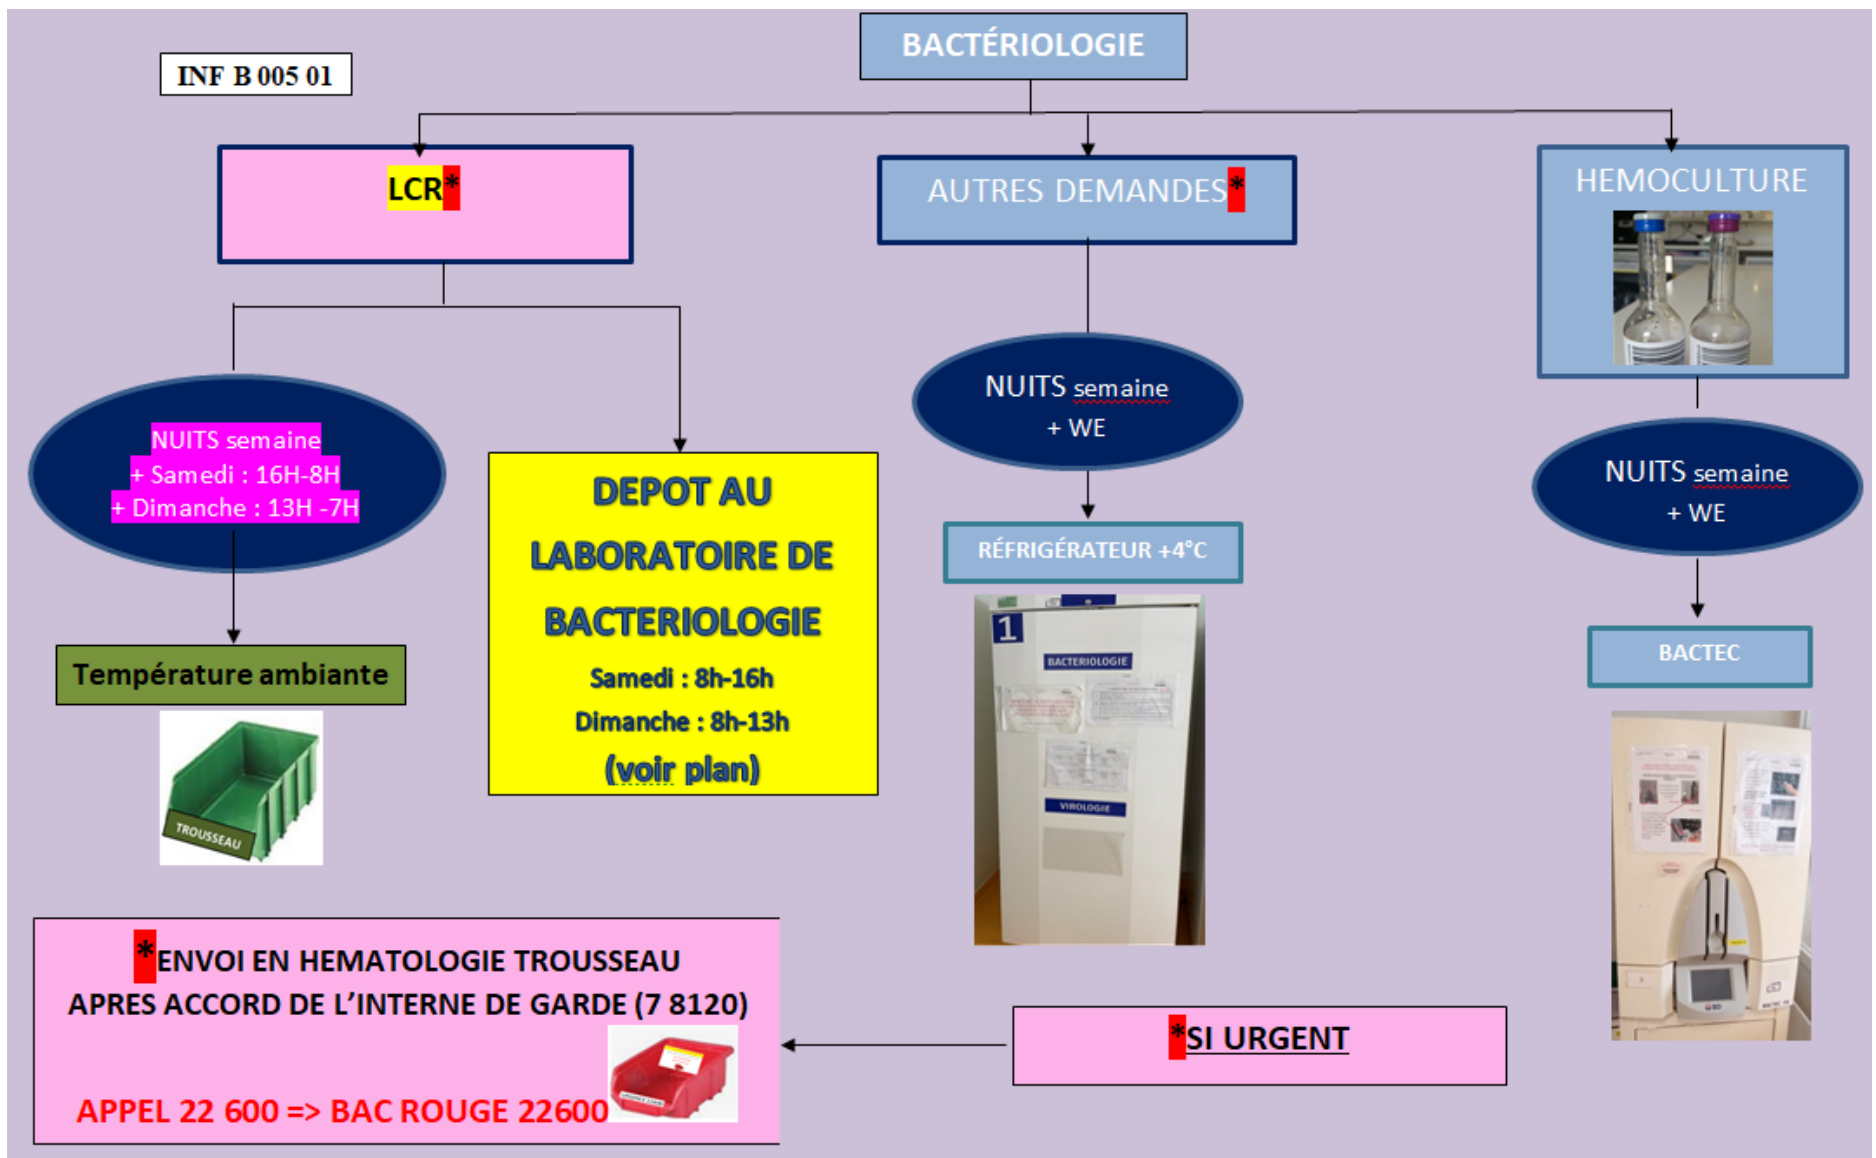 BACTÉRIOLOGIE
INF B 005 01
LCR*
AUTRES DEMANDES*
HEMOCULTURE
NUITS semaine
+ Samedi : 16H-8H
+ Dimanche : 13H -7H
DEPOT AU
LABORATOIRE DE
BACTERIOLOGIE
Samedi : 8h-16h
Dimanche : 8h-13h
(voir plan)
NUITS semaine
+ WE
NUITS semaine
+ WE
Température ambiante
TROUSSEAU
RÉFRIGÉRATEUR +4°C
1
BACTERIOLOGIE
VIROLOGIE
BACTEC
BD
*ENVOI EN HEMATOLOGIE TROUSSEAU
APRES ACCORD DE L’INTERNE DE GARDE (7 8120)
APPEL 22 600 => BAC ROUGE 22600
*SI URGENT